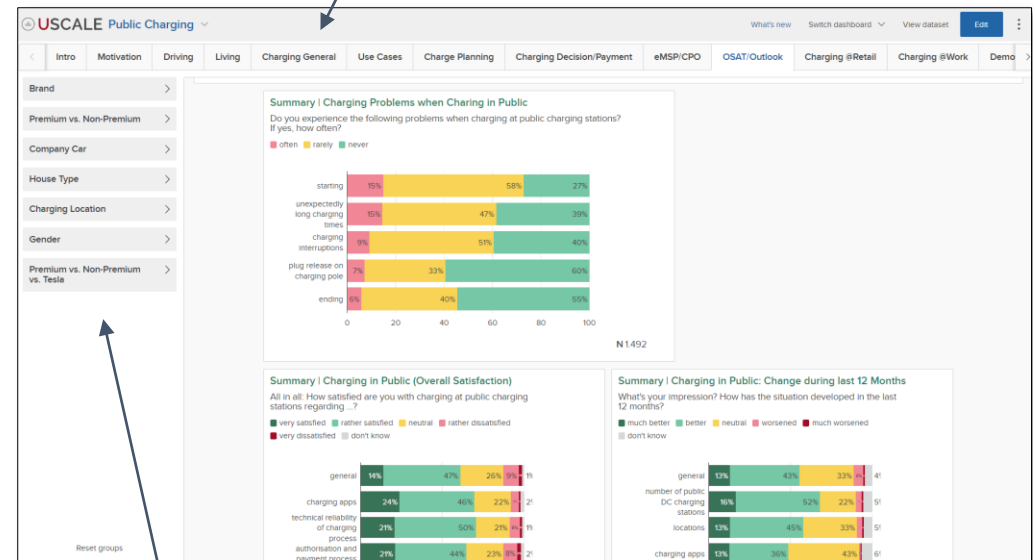 USCALE Public Charging
What's new Switch dashboard View dataset Edit
Intro Motivation Driving Living Charging General Use Cases Charge Planning Charging Decision/Payment eMSP/CPO OSAT/Outlook Charging @Retail Charging @Work Demo
Brand
Premium vs. Non-Premium
Company Car
House Type
Charging Location
Gender
Premium vs. Non-Premium
vs. Tesla
Reset groups
Summary | Charging Problems when Charing in Public
Do you experience the following problems when charging at public charging stations?
If yes, how often?
often rarely never
starting 15% 58% 27%
unexpectedly
long charging 15% 47% 39%
times
charging
interruptions 9% 51% 40%
plug release on
charging pole 7% 33% 60%
ending 6% 40% 55%
0 20 40 60 80 100
N 1.492
Summary | Charging in Public (Overall Satisfaction)
All in all: How satisfied are you with charging at public charging
stations regarding ...?
very satisfied rather satisfied neutral rather dissatisfied
very dissatisfied don't know
general 14% 47% 26% 9%
charging apps 24% 46% 22%
technical reliability
of charging 21% 50% 21%
process
authorisation and
payment process 21% 44% 23% 8%
Summary | Charging in Public: Change during last 12 Months
What's your impression? How has the situation developed in the last
12 months?
much better better neutral worsened much worsened
don't know
general 13% 43% 33%
number of public
DC charging 16% 52% 22%
stations
locations 13% 45% 33%
charging apps 13% 36% 43%